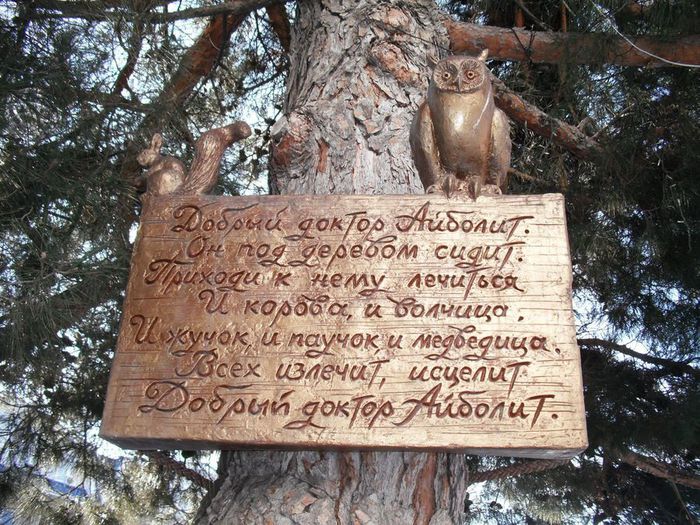 Добрый доктор Айболит.
Он под деревом сидит.
Приходи к нему лечиться
И корова, и волчица,
И жучок, и паучок, и медведица.
Всех излечит, исцелит
Добрый доктор Айболит.